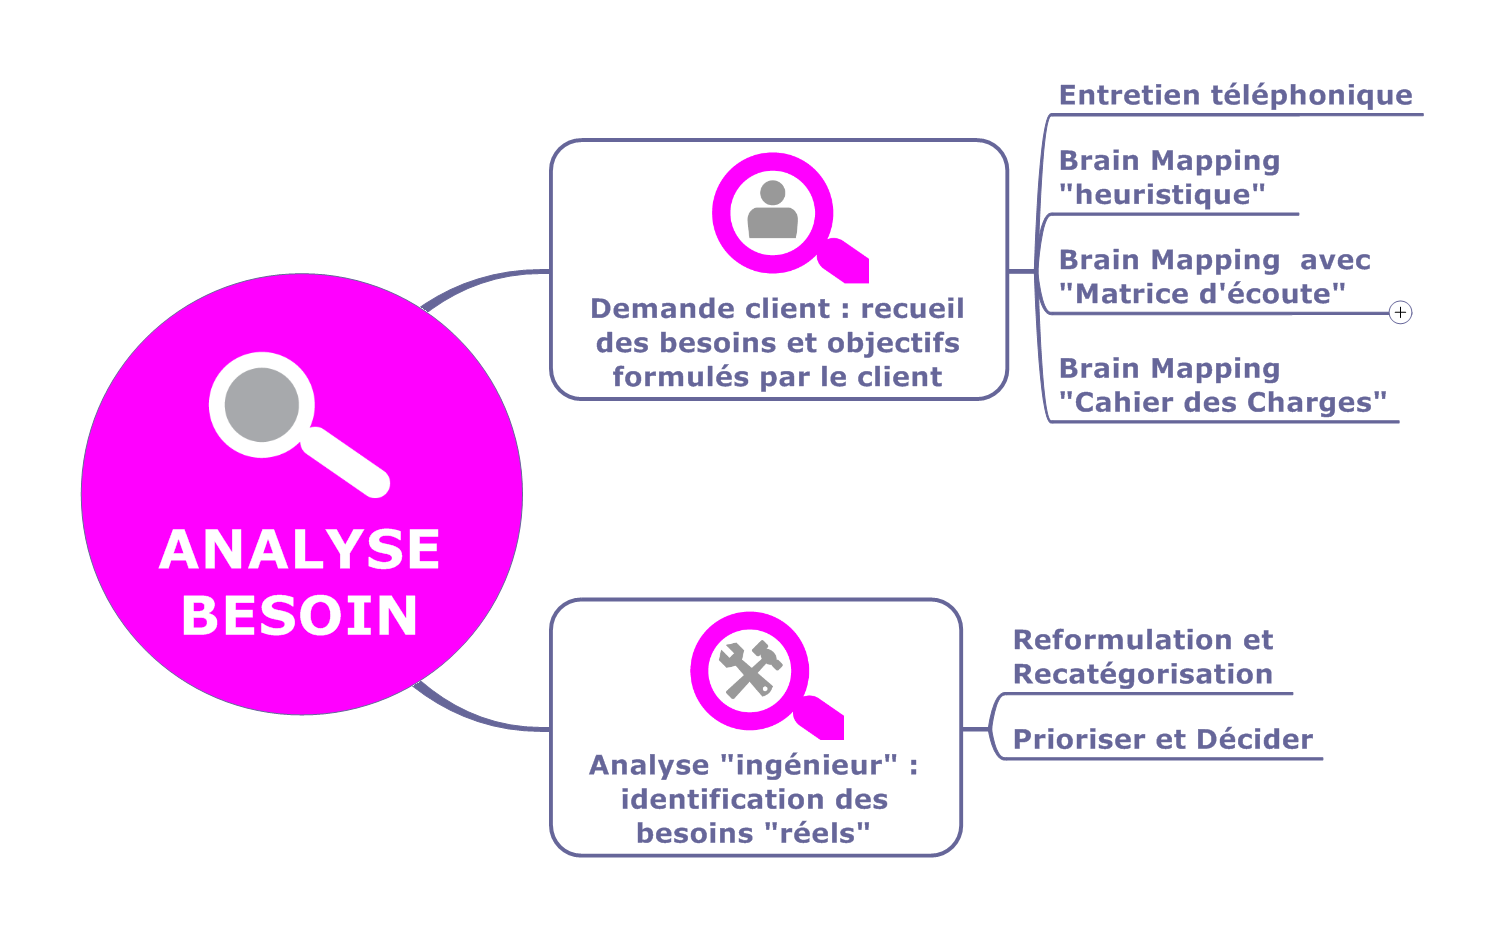 ANALYSE
BESOIN
Demande client : recueil
des besoins et objectifs
formulés par le client
Entretien téléphonique
Brain Mapping
"heuristique"
Brain Mapping  avec
"Matrice d'écoute"
Brain Mapping
"Cahier des Charges"
Analyse "ingénieur" :
identification des
besoins "réels"
Reformulation et
Recatégorisation
Prioriser et Décider